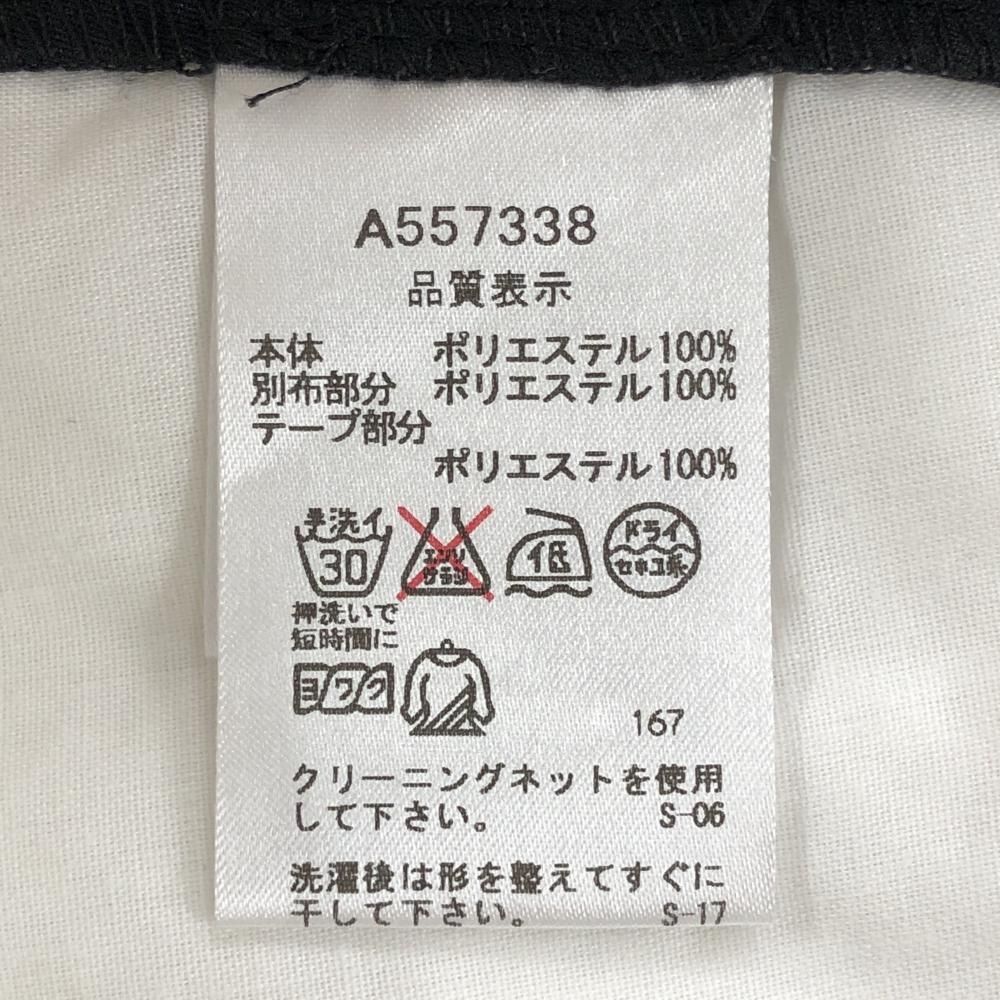 A557338
品質表示
本体 ポリエステル100%
別布部分 ポリエステル100%
テープ部分
ポリエステル100%
手洗イ 30
エンソサラシ
低
ドライ セキユ系
押洗いで
短時間に
ヨワク
167
クリーニングネットを使用
して下さい。 S-06
洗濯後は形を整えてすぐに
干して下さい。 S-17